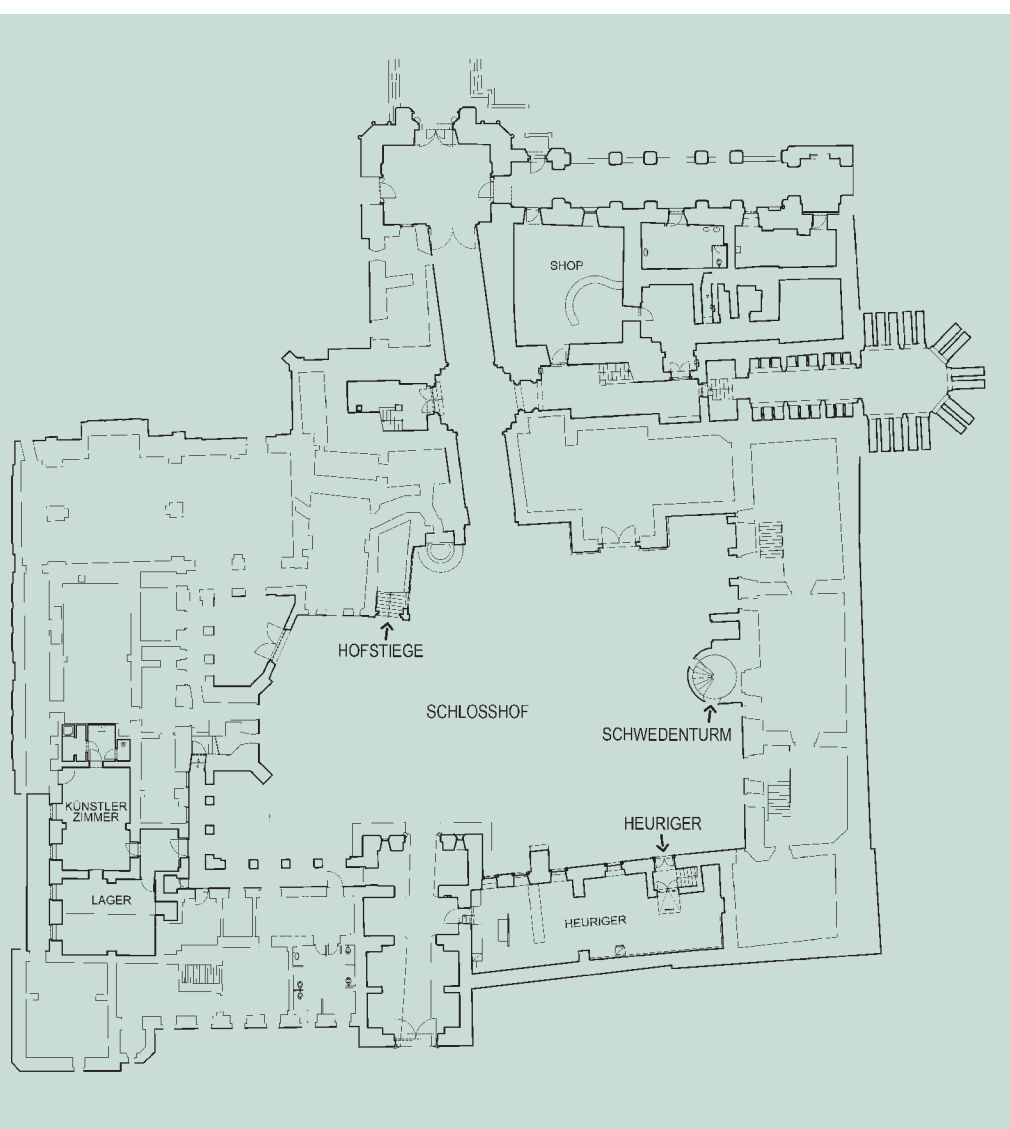 SHOP
HOFSTIEGE
SCHLOSSHOF
SCHWEDENTURM
KÜNSTLER
ZIMMER
HEURIGER
LAGER
HEURIGER